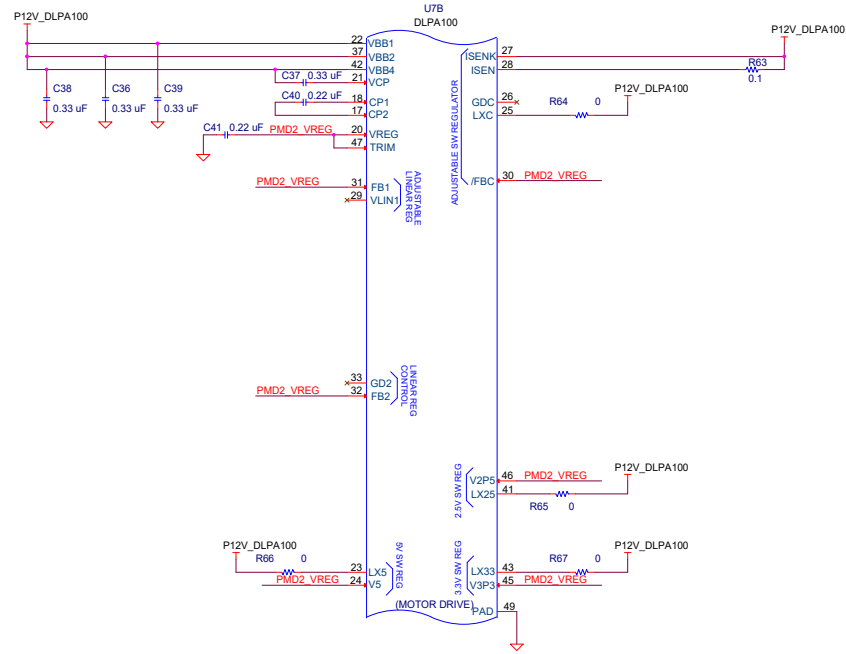 U7B
DLPA100
P12V_DLPA100
22 VBB1
37 VBB2
42 VBB4
C37 0.33 uF 21 VCP
C38
0.33 uF
C36
0.33 uF
C39
0.33 uF
C40 0.22 uF 18 CP1
17 CP2
C41 0.22 uF PMD2_VREG 20 VREG
47 TRIM
PMD2_VREG 31 FB1
29 VLIN1
ADJUSTABLE
LINEAR REG
33 GD2
PMD2_VREG 32 FB2
LINEAR REG
CONTROL
P12V_DLPA100
R66 0 23 LX5
PMD2_VREG 24 V5
5V SW REG
(MOTOR DRIVE)
P12V_DLPA100
ISENK 27
ISEN 28
R63
0.1
ADJUSTABLE SW REGULATOR
GDC 26
LXC 25
R64 0
P12V_DLPA100
/FBC 30 PMD2_VREG
2.5V SW REG
V2P5 46 PMD2_VREG
LX25 41
R65 0
P12V_DLPA100
3.3V SW REG
LX33 43
R67 0
P12V_DLPA100
V3P3 45 PMD2_VREG
PAD 49